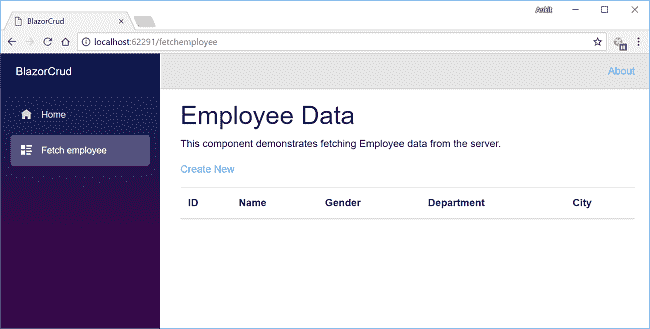 BlazorCrud
Ankit
localhost:62291/fetchemployee
BlazorCrud
About
Home
Fetch employee
Employee Data
This component demonstrates fetching Employee data from the server.
Create New
ID Name Gender Department City